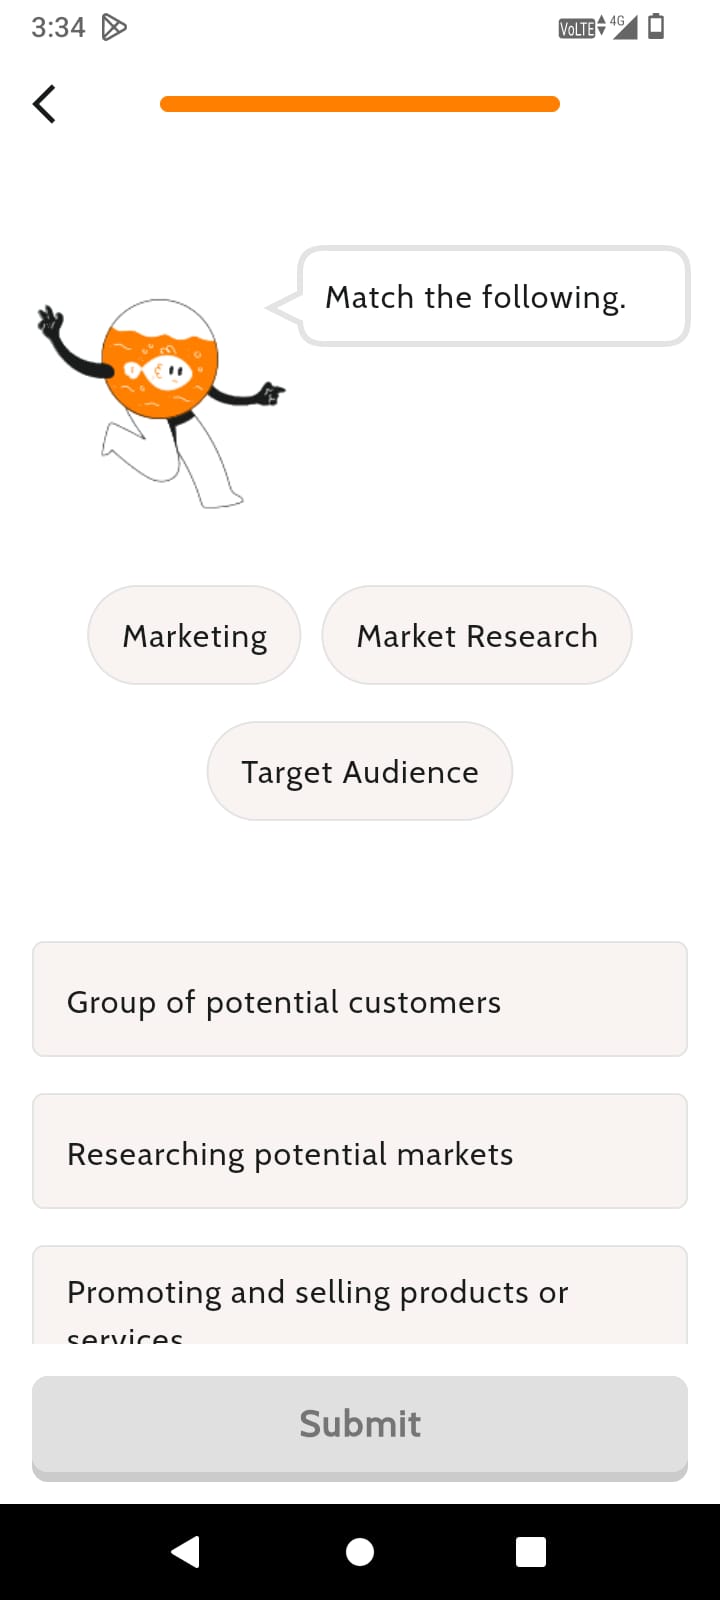 3:34
VoLTE 4G
Match the following.
Marketing
Market Research
Target Audience
Group of potential customers
Researching potential markets
Promoting and selling products or
services
Submit